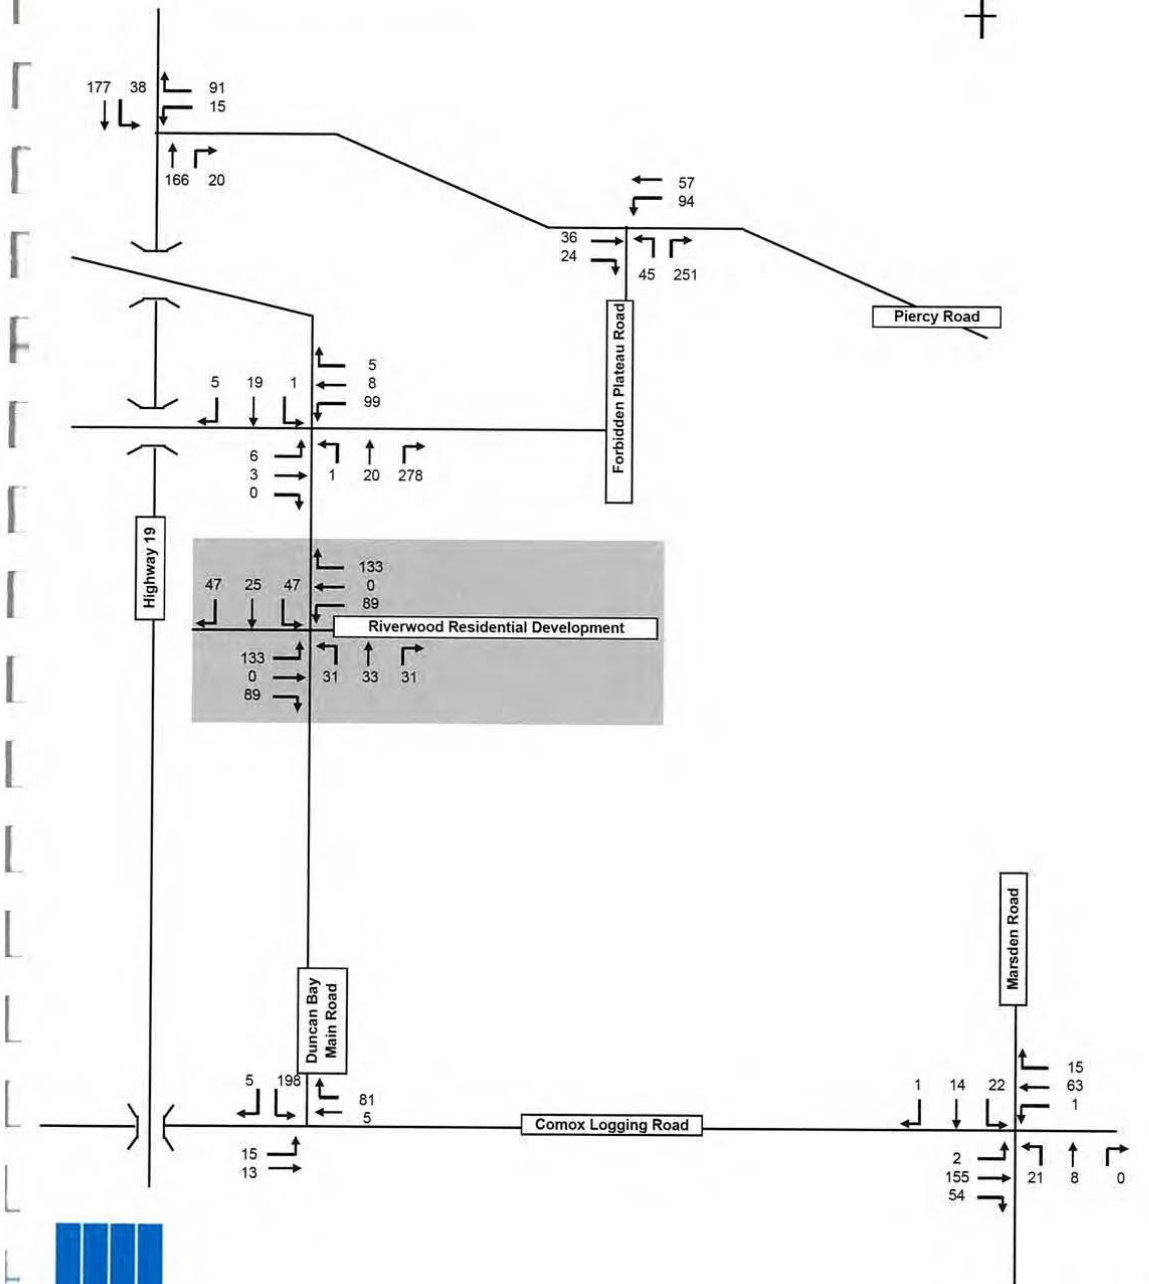 177 38 91
15
166 20
57
94
36
24
45 251
Piercy Road
Forbidden Plateau Road
5
5 19 1 8
99
6
3 1 20 278
0
Highway 19
133
47 25 47 0
89
Riverwood Residential Development
133
0 31 33 31
89
Marsden Road
Duncan Bay
Main Road
5 198
81
5
Comox Logging Road
15
13
15
1 14 22 63
1
2
155 21 8 0
54